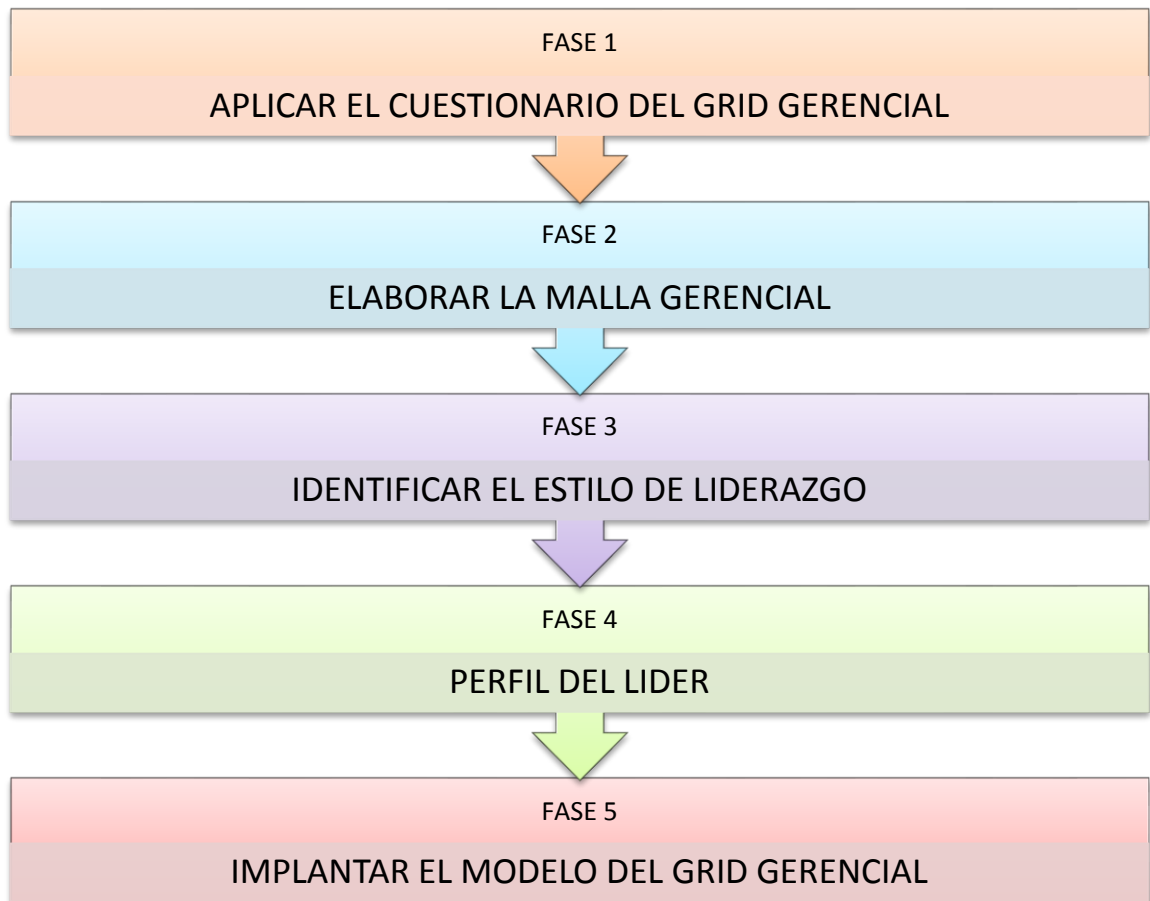 FASE 1
APLICAR EL CUESTIONARIO DEL GRID GERENCIAL
FASE 2
ELABORAR LA MALLA GERENCIAL
FASE 3
IDENTIFICAR EL ESTILO DE LIDERAZGO
FASE 4
PERFIL DEL LIDER
FASE 5
IMPLANTAR EL MODELO DEL GRID GERENCIAL